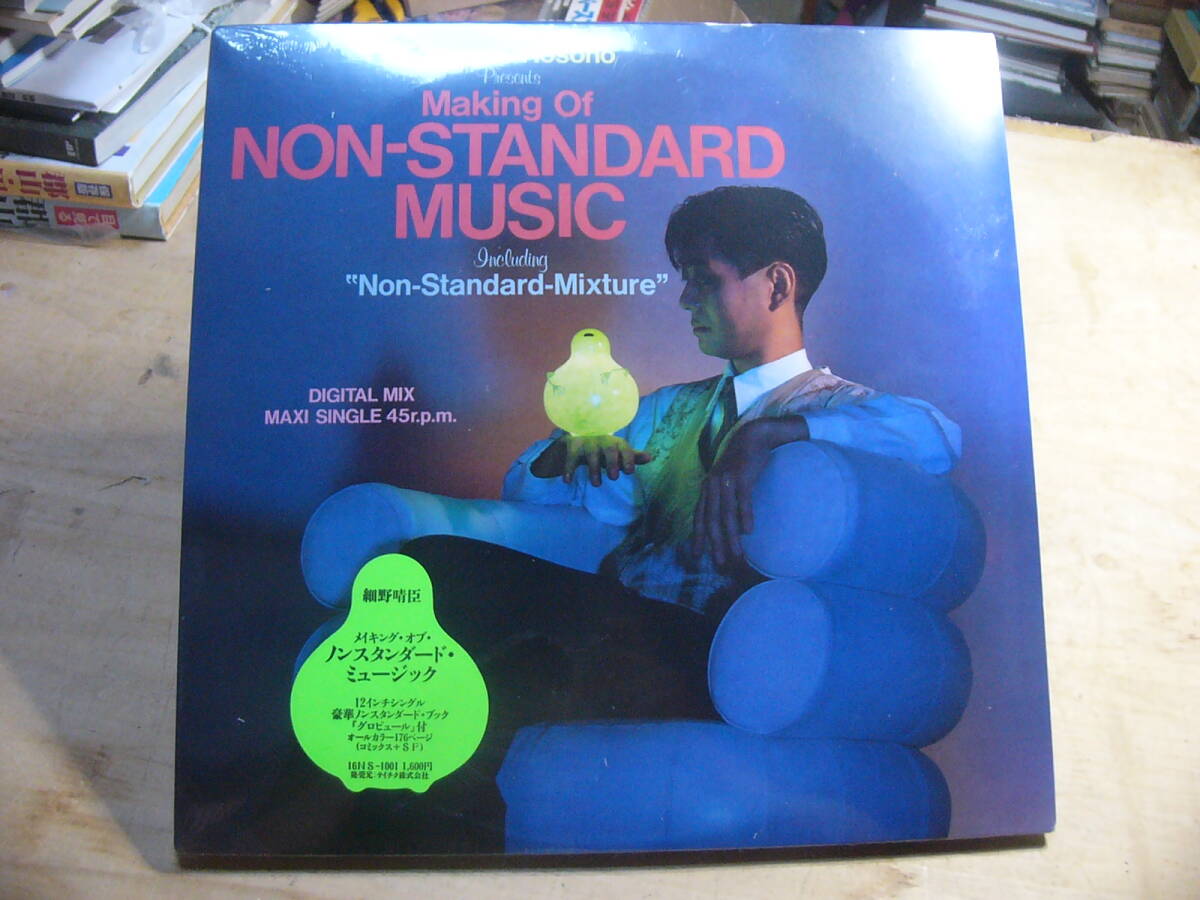 Presents
Making Of
NON-STANDARD
MUSIC
Including
"Non-Standard-Mixture"
DIGITAL MIX
MAXI SINGLE 45r.p.m.
細野晴臣
メイキング・オブ・
ノンスタンダード・
ミュージック
12インチシングル
豪華ノンスタンダード・ブック
「グロビュール」付
オールカラー176ページ
(コミックス+SP)
16NS-1001 1,600円
発売元:テイチク株式会社